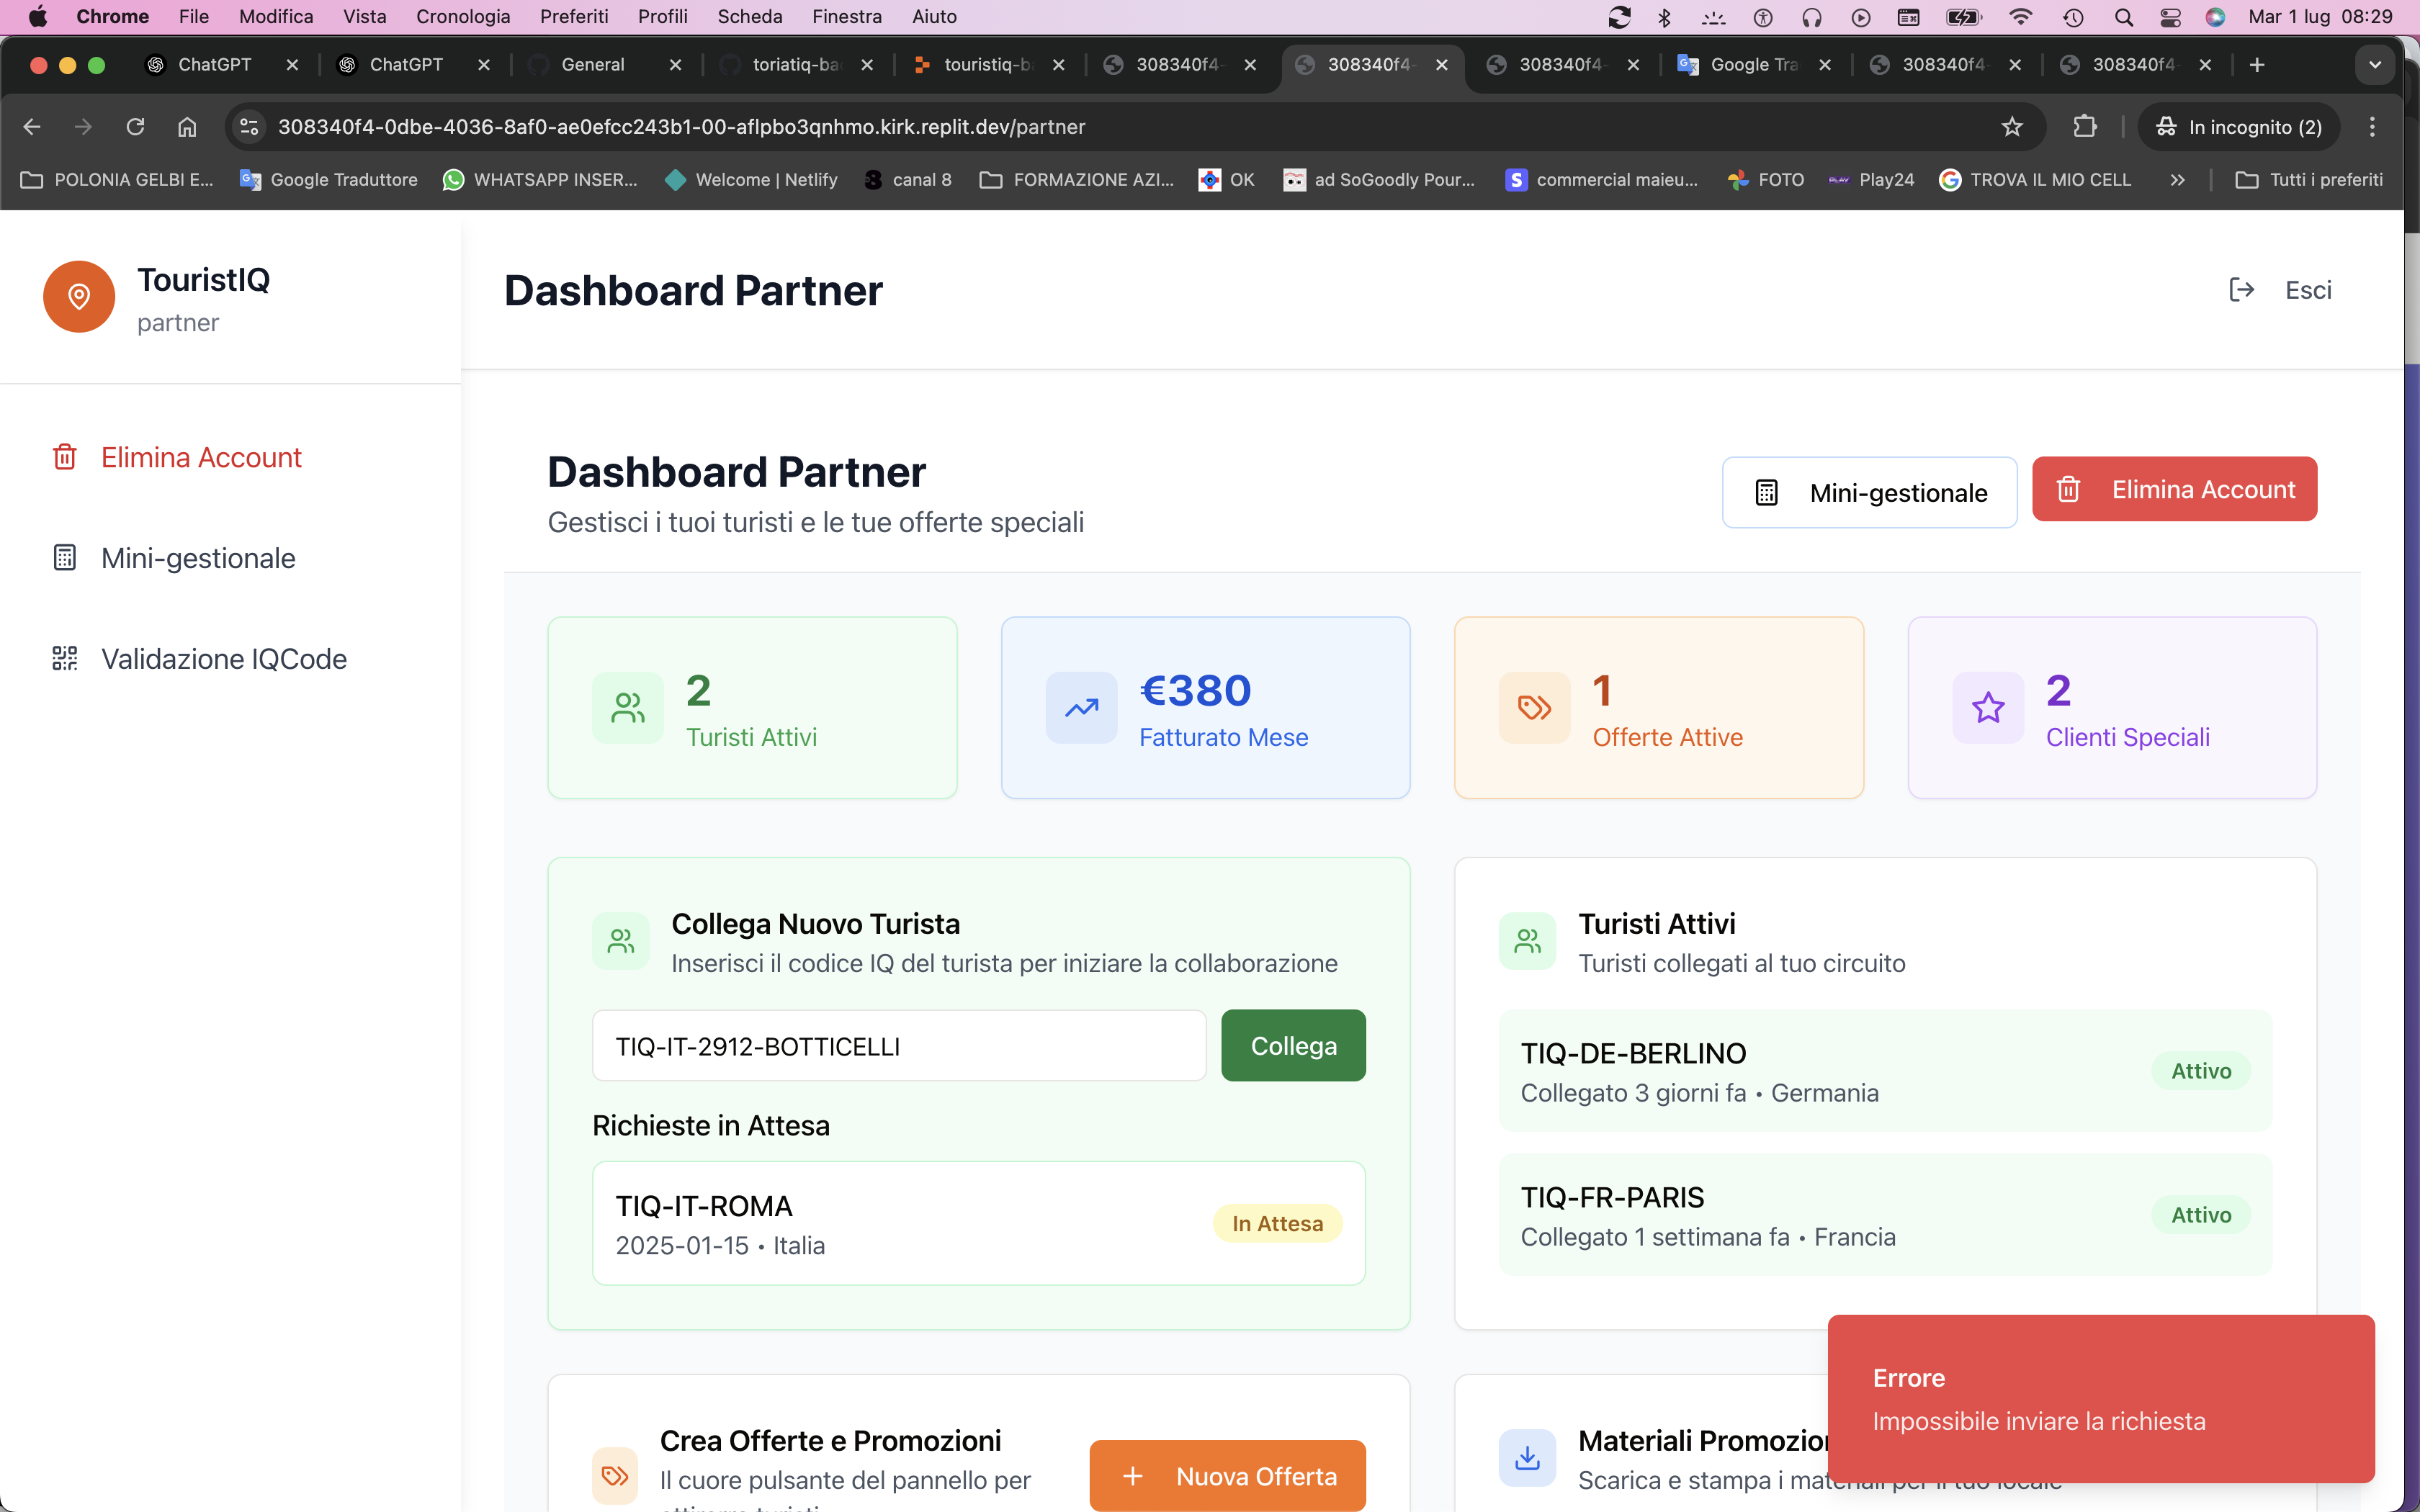 Chrome File Modifica Vista Cronologia Preferiti Profili Scheda Finestra Aiuto Mar 1 lug 08:29
ChatGPT ChatGPT General toriatiq-ba touristiq-b 308340f4- 308340f4- 308340f4- Google Tra 308340f4- 308340f4-
308340f4-0dbe-4036-8af0-ae0efcc243b1-00-aflpbo3qnhmo.kirk.replit.dev/partner In incognito (2)
POLONIA GELBI E... Google Traduttore WHATSAPP INSER... Welcome | Netlify canal 8 FORMAZIONE AZI... OK ad SoGoodly Pour... commercial maieu... FOTO Play24 TROVA IL MIO CELL Tutti i preferiti
TouristIQ
partner
Dashboard Partner
Esci
Elimina Account
Mini-gestionale
Validazione IQCode
Dashboard Partner
Gestisci i tuoi turisti e le tue offerte speciali
Mini-gestionale
Elimina Account
2
Turisti Attivi
€380
Fatturato Mese
1
Offerte Attive
2
Clienti Speciali
Collega Nuovo Turista
Inserisci il codice IQ del turista per iniziare la collaborazione
TIQ-IT-2912-BOTTICELLI
Collega
Richieste in Attesa
TIQ-IT-ROMA
2025-01-15 • Italia
In Attesa
Turisti Attivi
Turisti collegati al tuo circuito
TIQ-DE-BERLINO
Collegato 3 giorni fa • Germania
Attivo
TIQ-FR-PARIS
Collegato 1 settimana fa • Francia
Attivo
Crea Offerte e Promozioni
Il cuore pulsante del pannello per
Nuova Offerta
Materiali Promozio
Scarica e stampa i materiali per il tuo locale
Errore
Impossibile inviare la richiesta